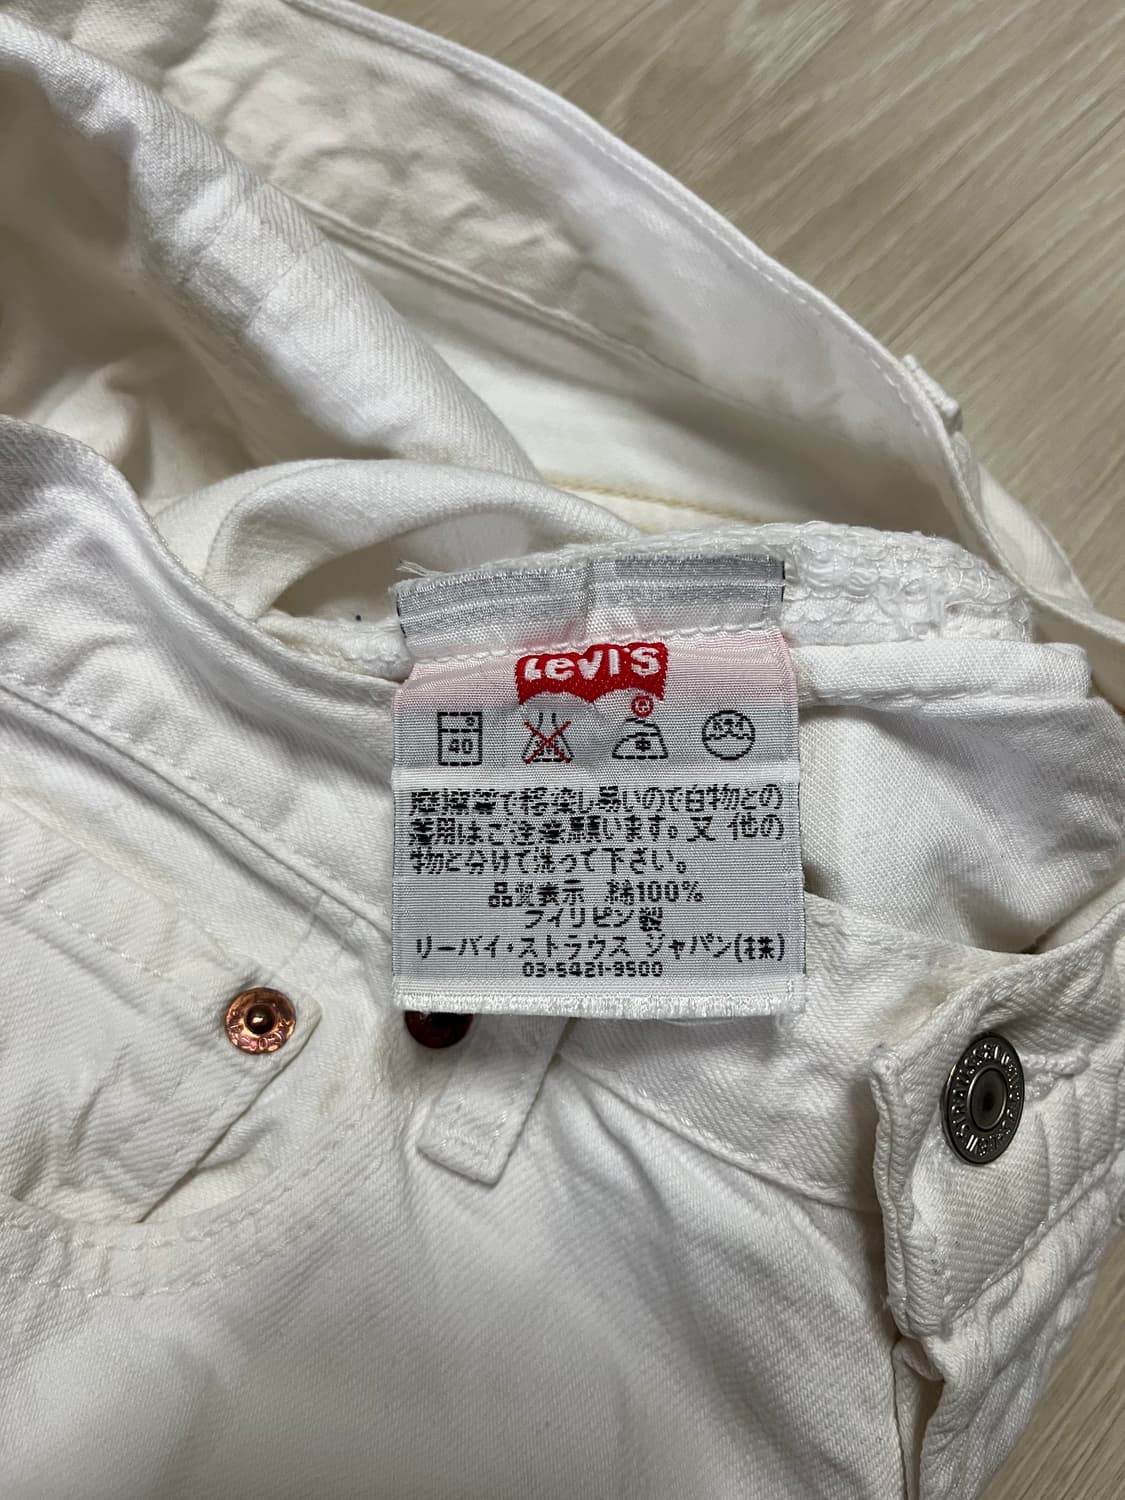 Levi's
R
40
中
摩擦等で移染し易いので白物との
着用はご注意願います。又 他の
物と分けて洗って下さい。
品質表示 綿100%
フィリピン製
リーバイ・ストラウス ジャパン(株)
03-5421-9500